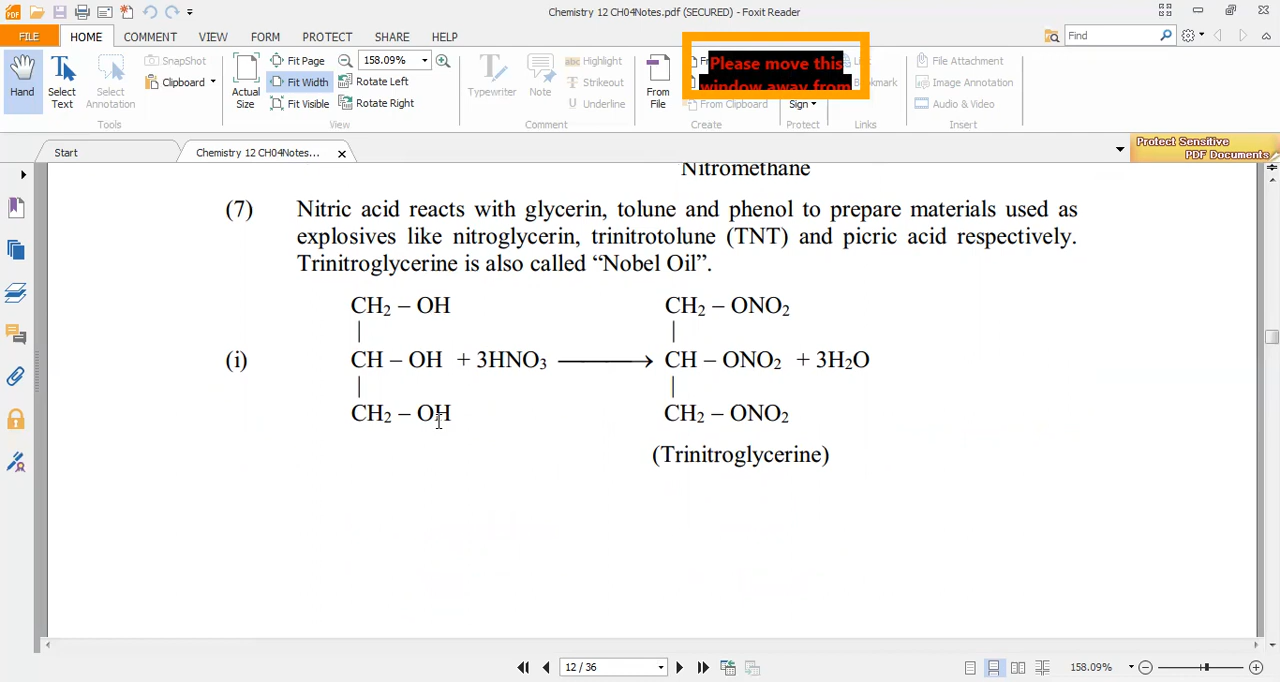 Chemistry 12 CH04Notes.pdf (SECURED) - Foxit Reader
FILE HOME COMMENT VIEW FORM PROTECT SHARE HELP Find
Hand
Select Text
Select Annotation
SnapShot
Clipboard
Tools
Actual Size
Fit Page
Fit Width
Fit Visible
158.09%
Rotate Left
Rotate Right
View
Typewriter
Note
Highlight
Strikeout
Underline
Comment
From File
From Clipboard
Create
Please move this
window away from
Sign
Protect
Links
File Attachment
Image Annotation
Audio & Video
Insert
Start Chemistry 12 CH04Notes...
Protect Sensitive
PDF Documents
Nitromethane
(7) Nitric acid reacts with glycerin, tolune and phenol to prepare materials used as
explosives like nitroglycerin, trinitrotolune (TNT) and picric acid respectively.
Trinitroglycerine is also called “Nobel Oil”.
CH₂ – OH CH₂ – ONO₂
| |
(i) CH – OH + 3HNO₃ ⟶ CH – ONO₂ + 3H₂O
| |
CH₂ – OH CH₂ – ONO₂
(Trinitroglycerine)
12 / 36 158.09%